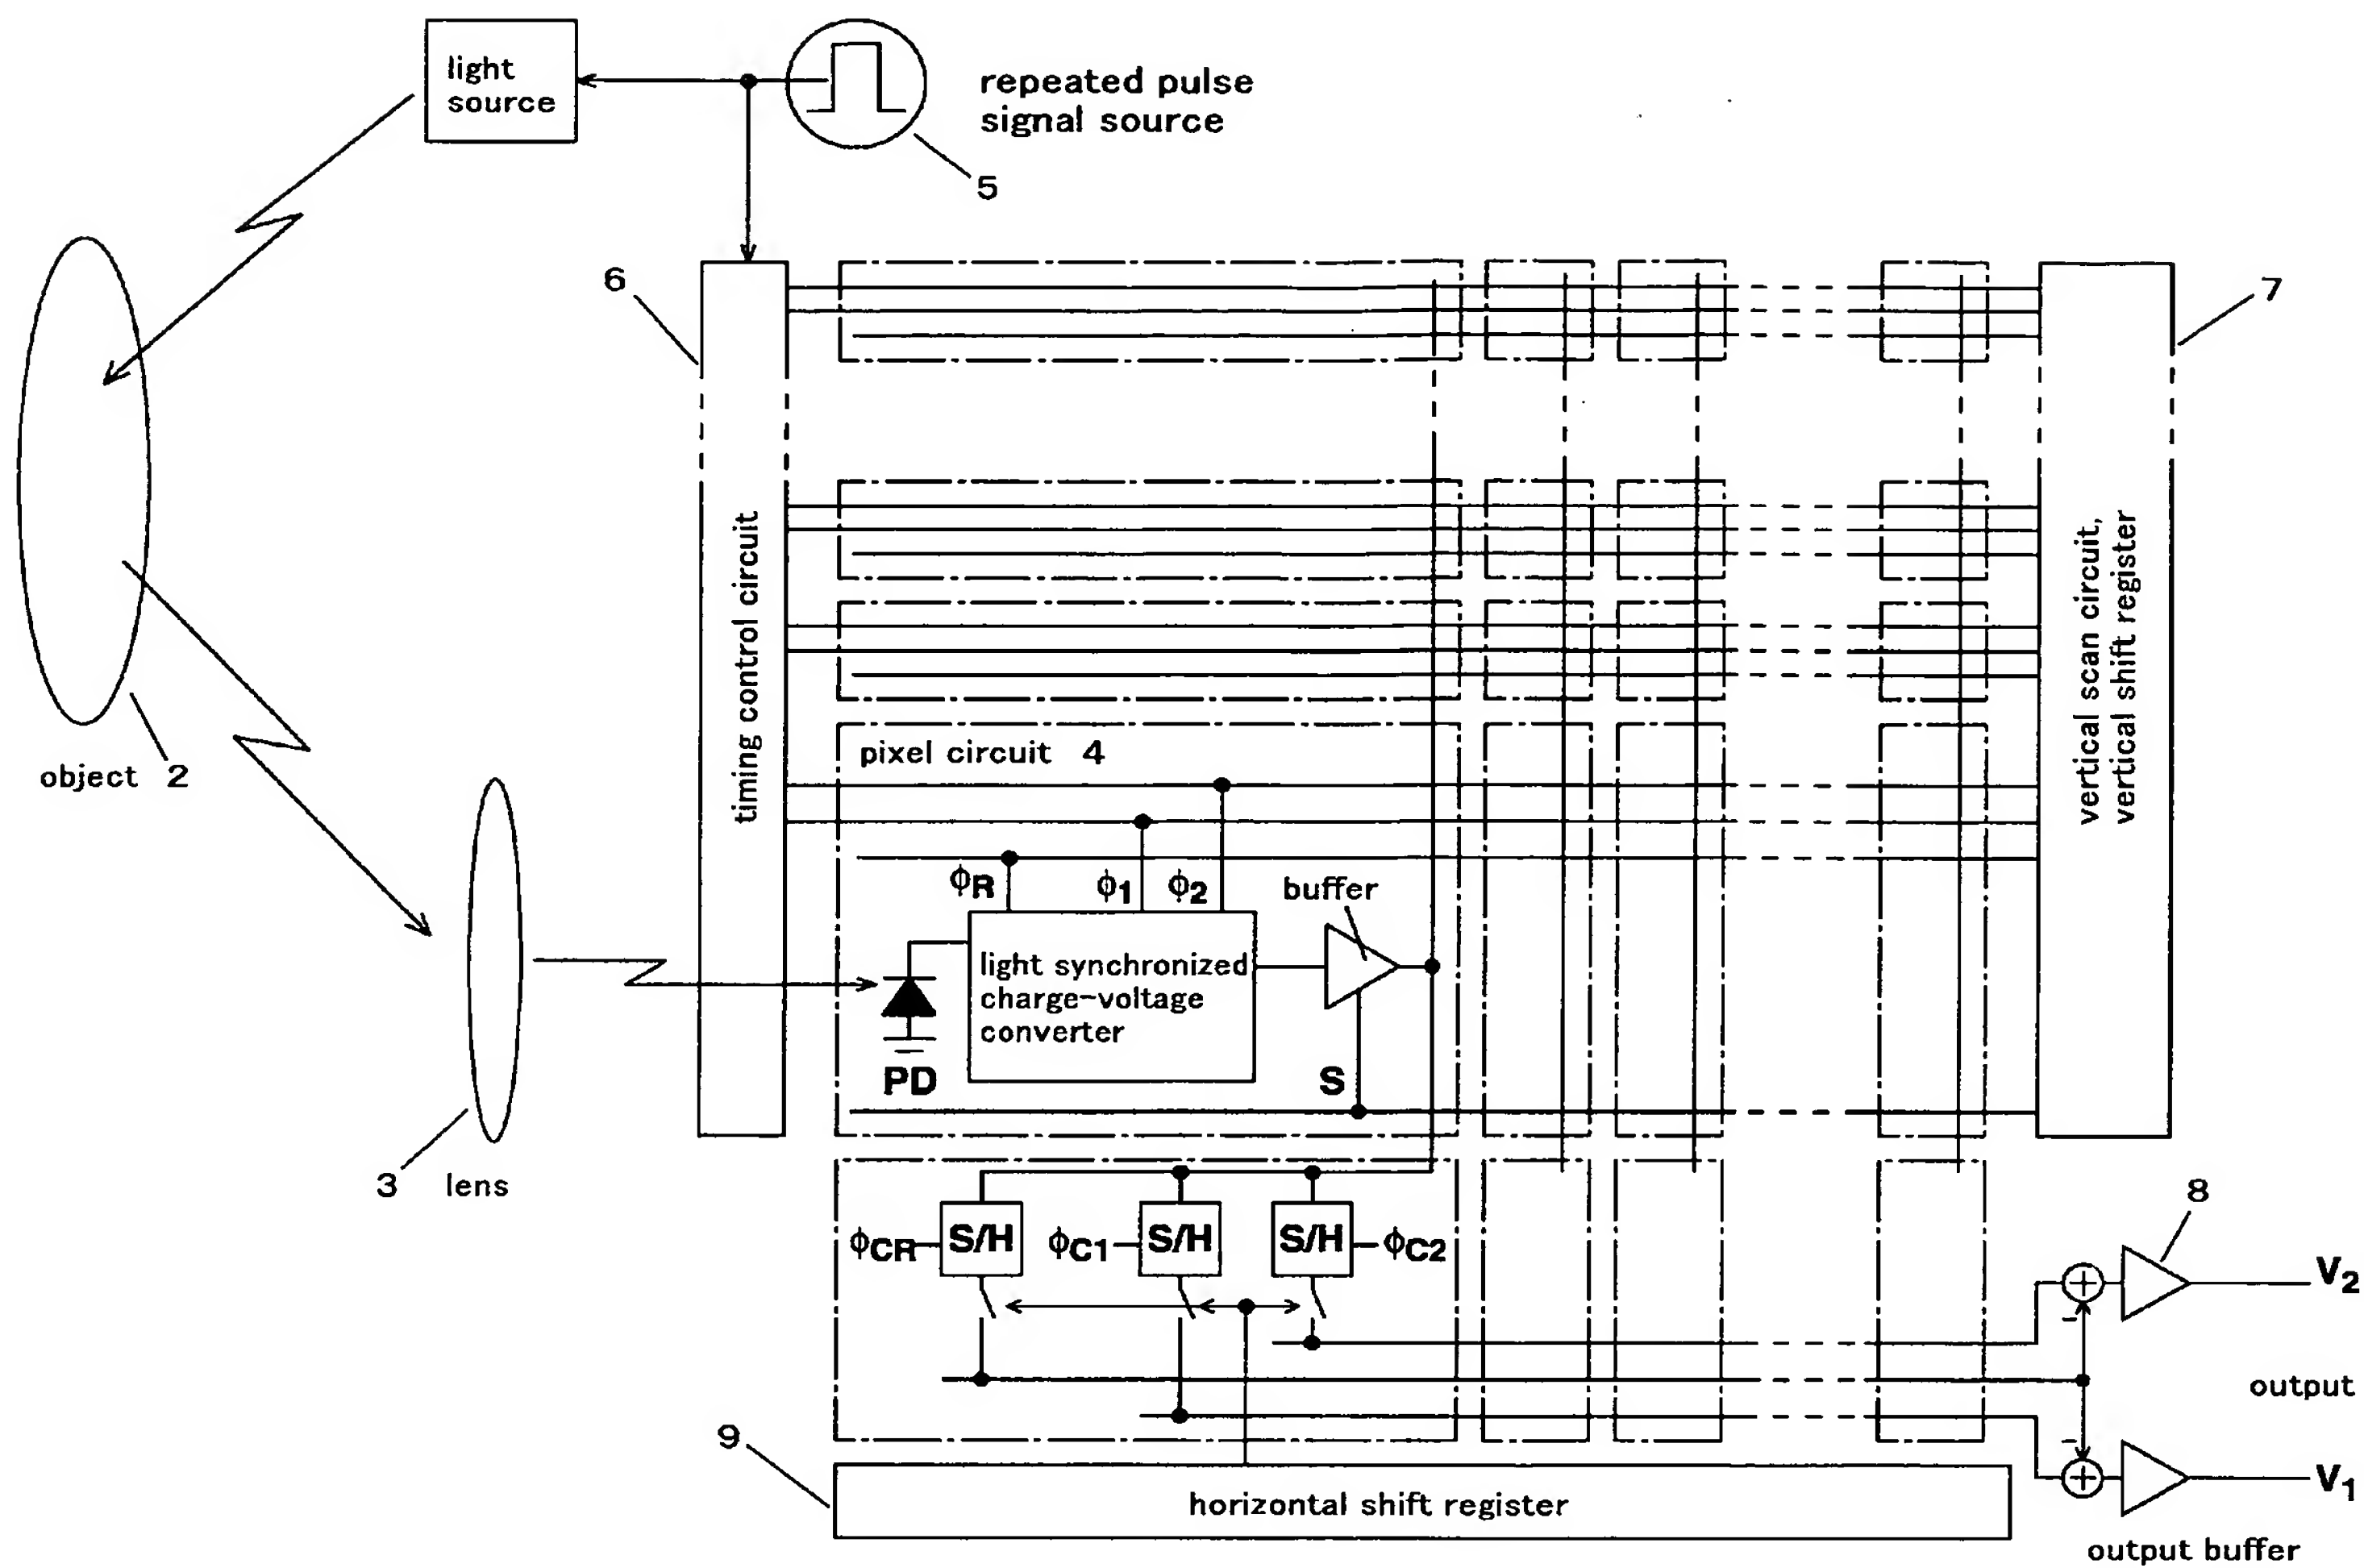 light
source
repeated pulse
signal source
5
6
7
timing control circuit
vertical scan circuit,
vertical shift register
object 2
pixel circuit 4
ϕR
ϕ1
ϕ2
buffer
light synchronized
charge-voltage
converter
PD
S
3 lens
8
ϕCR
S/H
ϕC1
S/H
S/H
ϕC2
+
-
V2
output
-
+
V1
9
horizontal shift register
output buffer